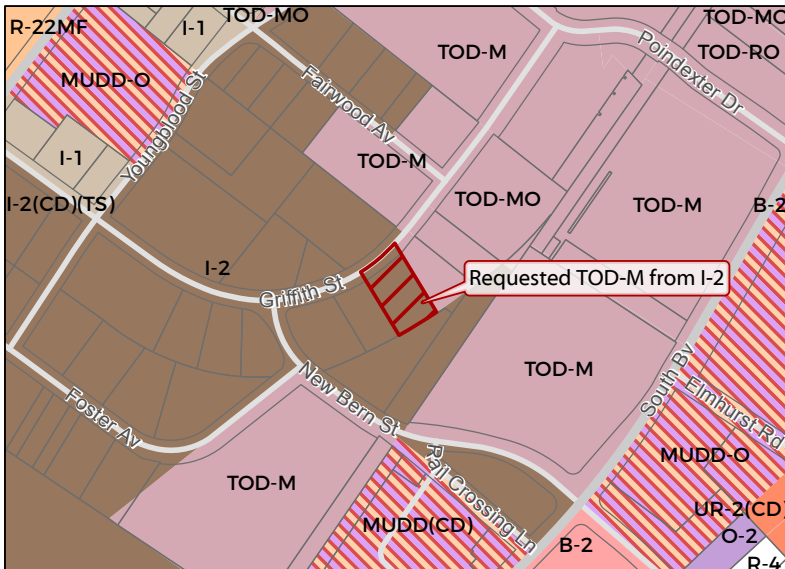 R-22MF
I-1
TOD-MO
TOD-M
TOD-MO
TOD-RO
Poindexter Dr
MUDD-O
Youngblood St
Fairwood Av
I-1
TOD-M
TOD-MO
TOD-M
B-2
I-2(CD)(TS)
I-2
Griffith St
Requested TOD-M from I-2
TOD-M
South Bv
Elmhurst Rd
New Bern St
Foster Av
TOD-M
Rail Crossing Ln
MUDD-O
MUDD(CD)
UR-2(CD)
O-2
B-2
R-4